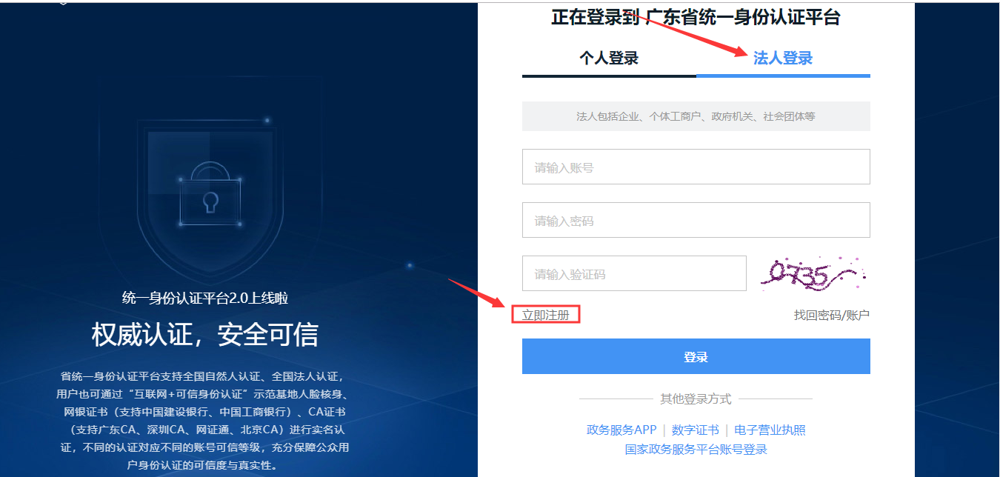 统一身份认证平台2.0上线啦
权威认证，安全可信
省统一身份认证平台支持全国自然人认证、全国法人认证，
用户也可通过“互联网+可信身份认证”示范基地人脸核身、
网银证书（支持中国建设银行、中国工商银行）、CA证书
（支持广东CA、深圳CA、网证通、北京CA）进行实名认
证，不同的认证对应不同的账号可信等级，充分保障公众用
户身份认证的可信度与真实性。
正在登录到 广东省统一身份认证平台
个人登录 法人登录
法人包括企业、个体工商户、政府机关、社会团体等
请输入账号
请输入密码
请输入验证码 0735
立即注册 找回密码/账户
登录
其他登录方式
政务服务APP | 数字证书 | 电子营业执照
国家政务服务平台账号登录